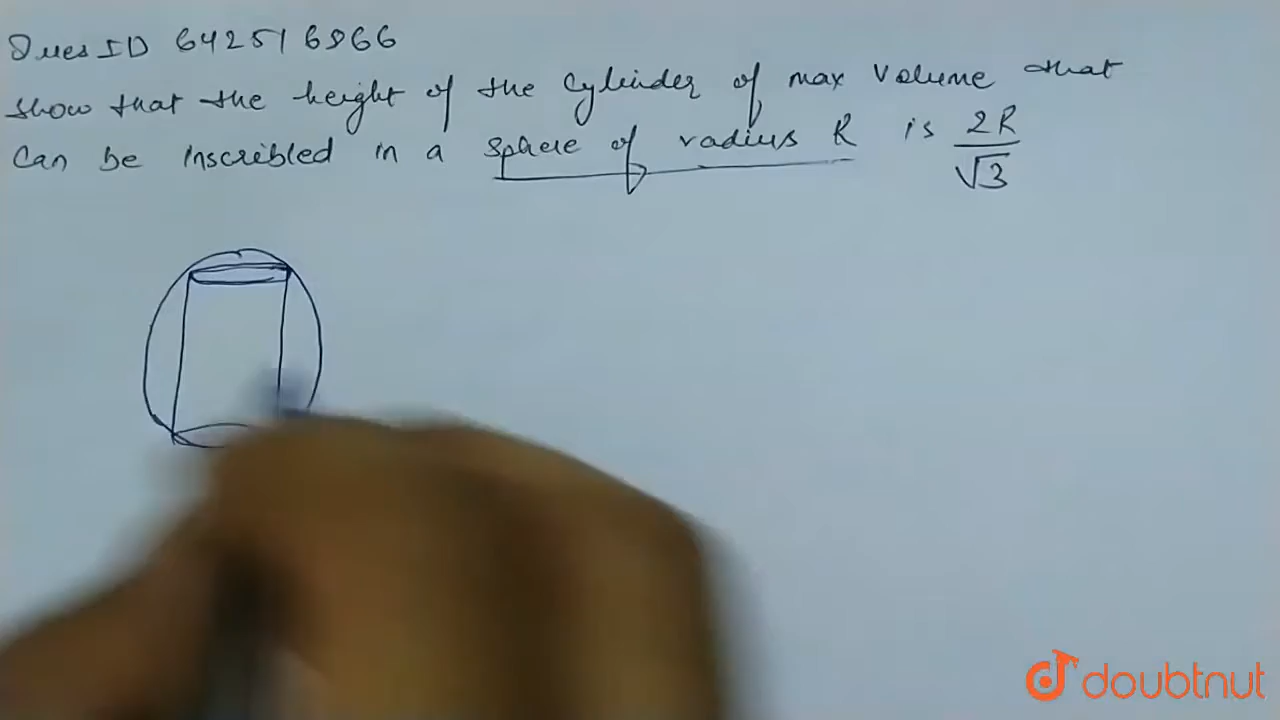 Ques ID 642516966
show that the height of the Cylinder of max Volume that
Can be Inscribled in a sphere of radius R is 2R/√3
doubtnut